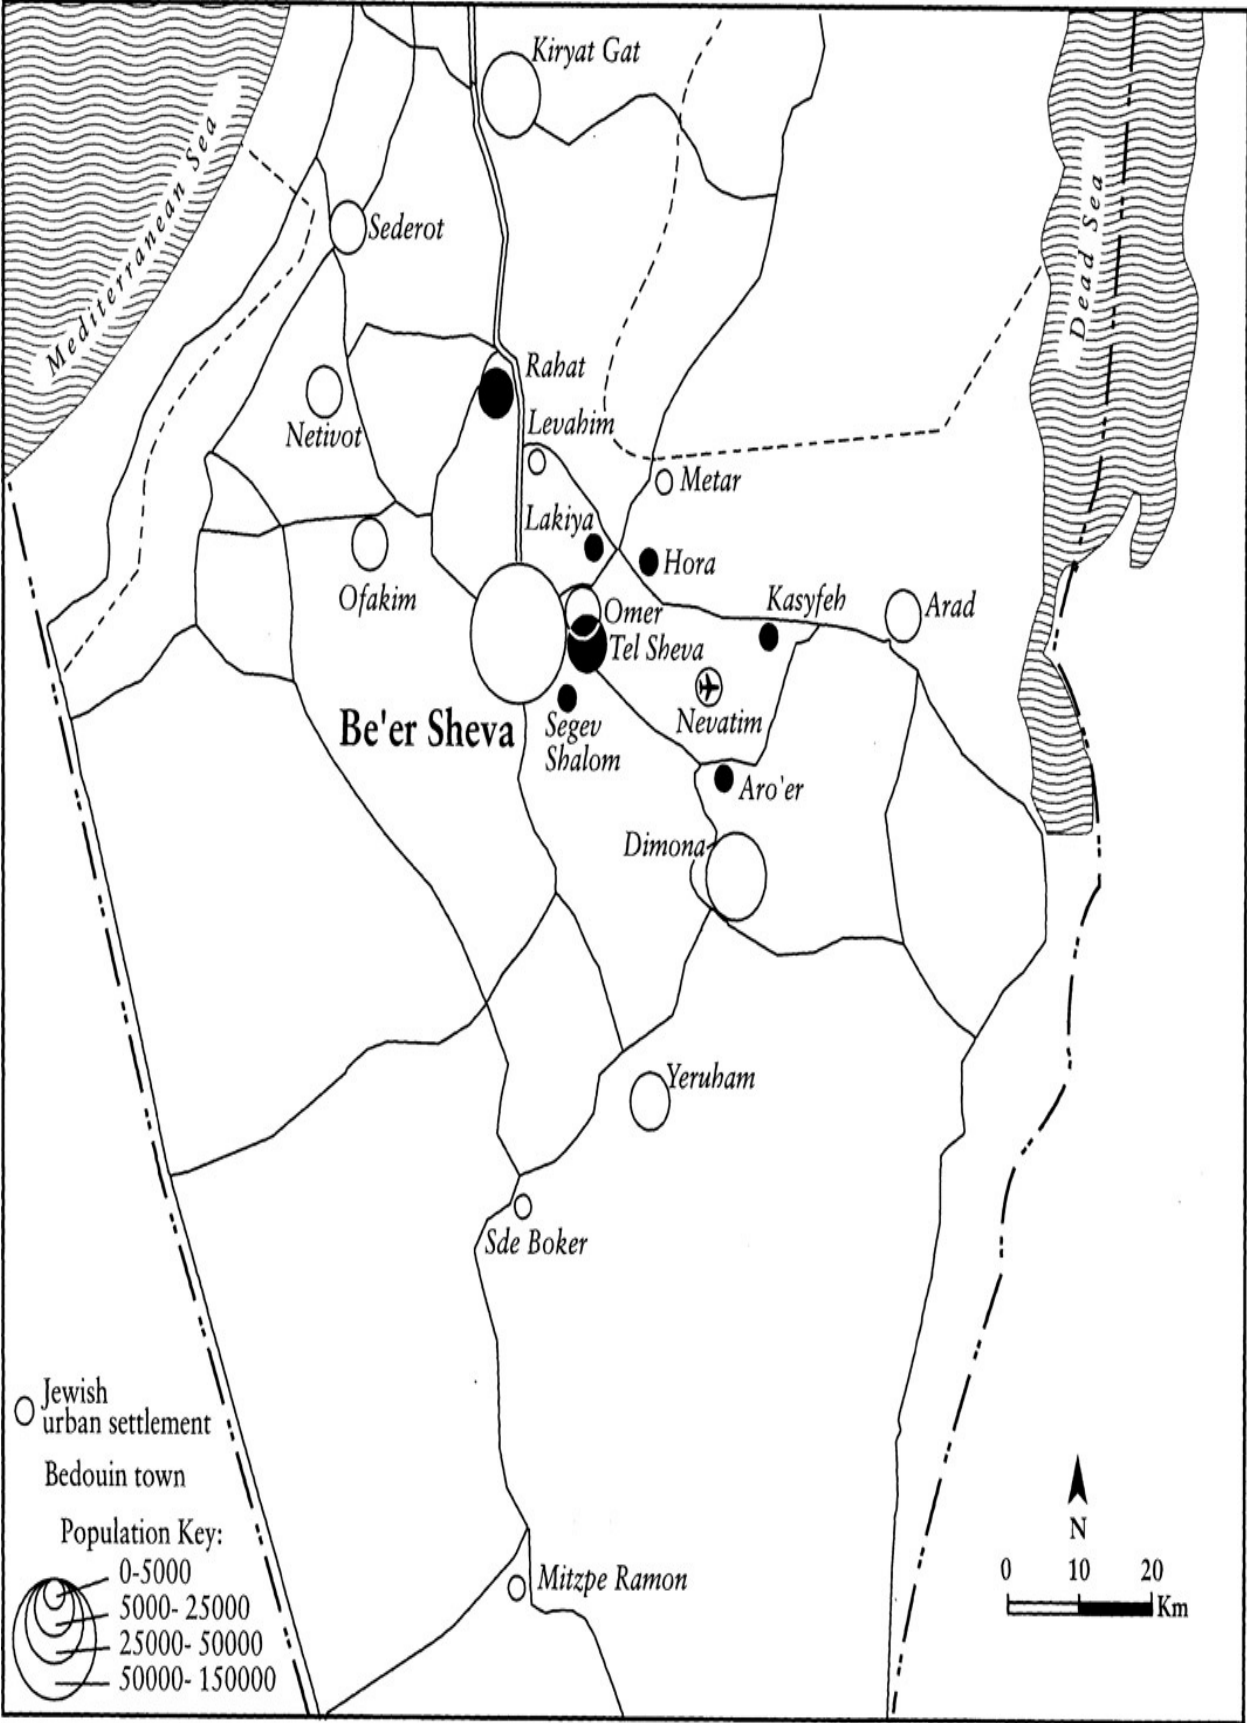 Kiryat Gat
Mediterranean Sea
Dead Sea
Sederot
Rahat
Levahim
Netivot
Metar
Lakiya
Hora
Ofakim
Omer
Kasyfeh
Arad
Tel Sheva
Be'er Sheva
Segev
Shalom
Nevatim
Aro'er
Dimona
Yeruham
Sde Boker
Jewish
urban settlement
Bedouin town
Population Key:
0-5000
5000- 25000
25000- 50000
50000- 150000
Mitzpe Ramon
N
0 10 20
Km